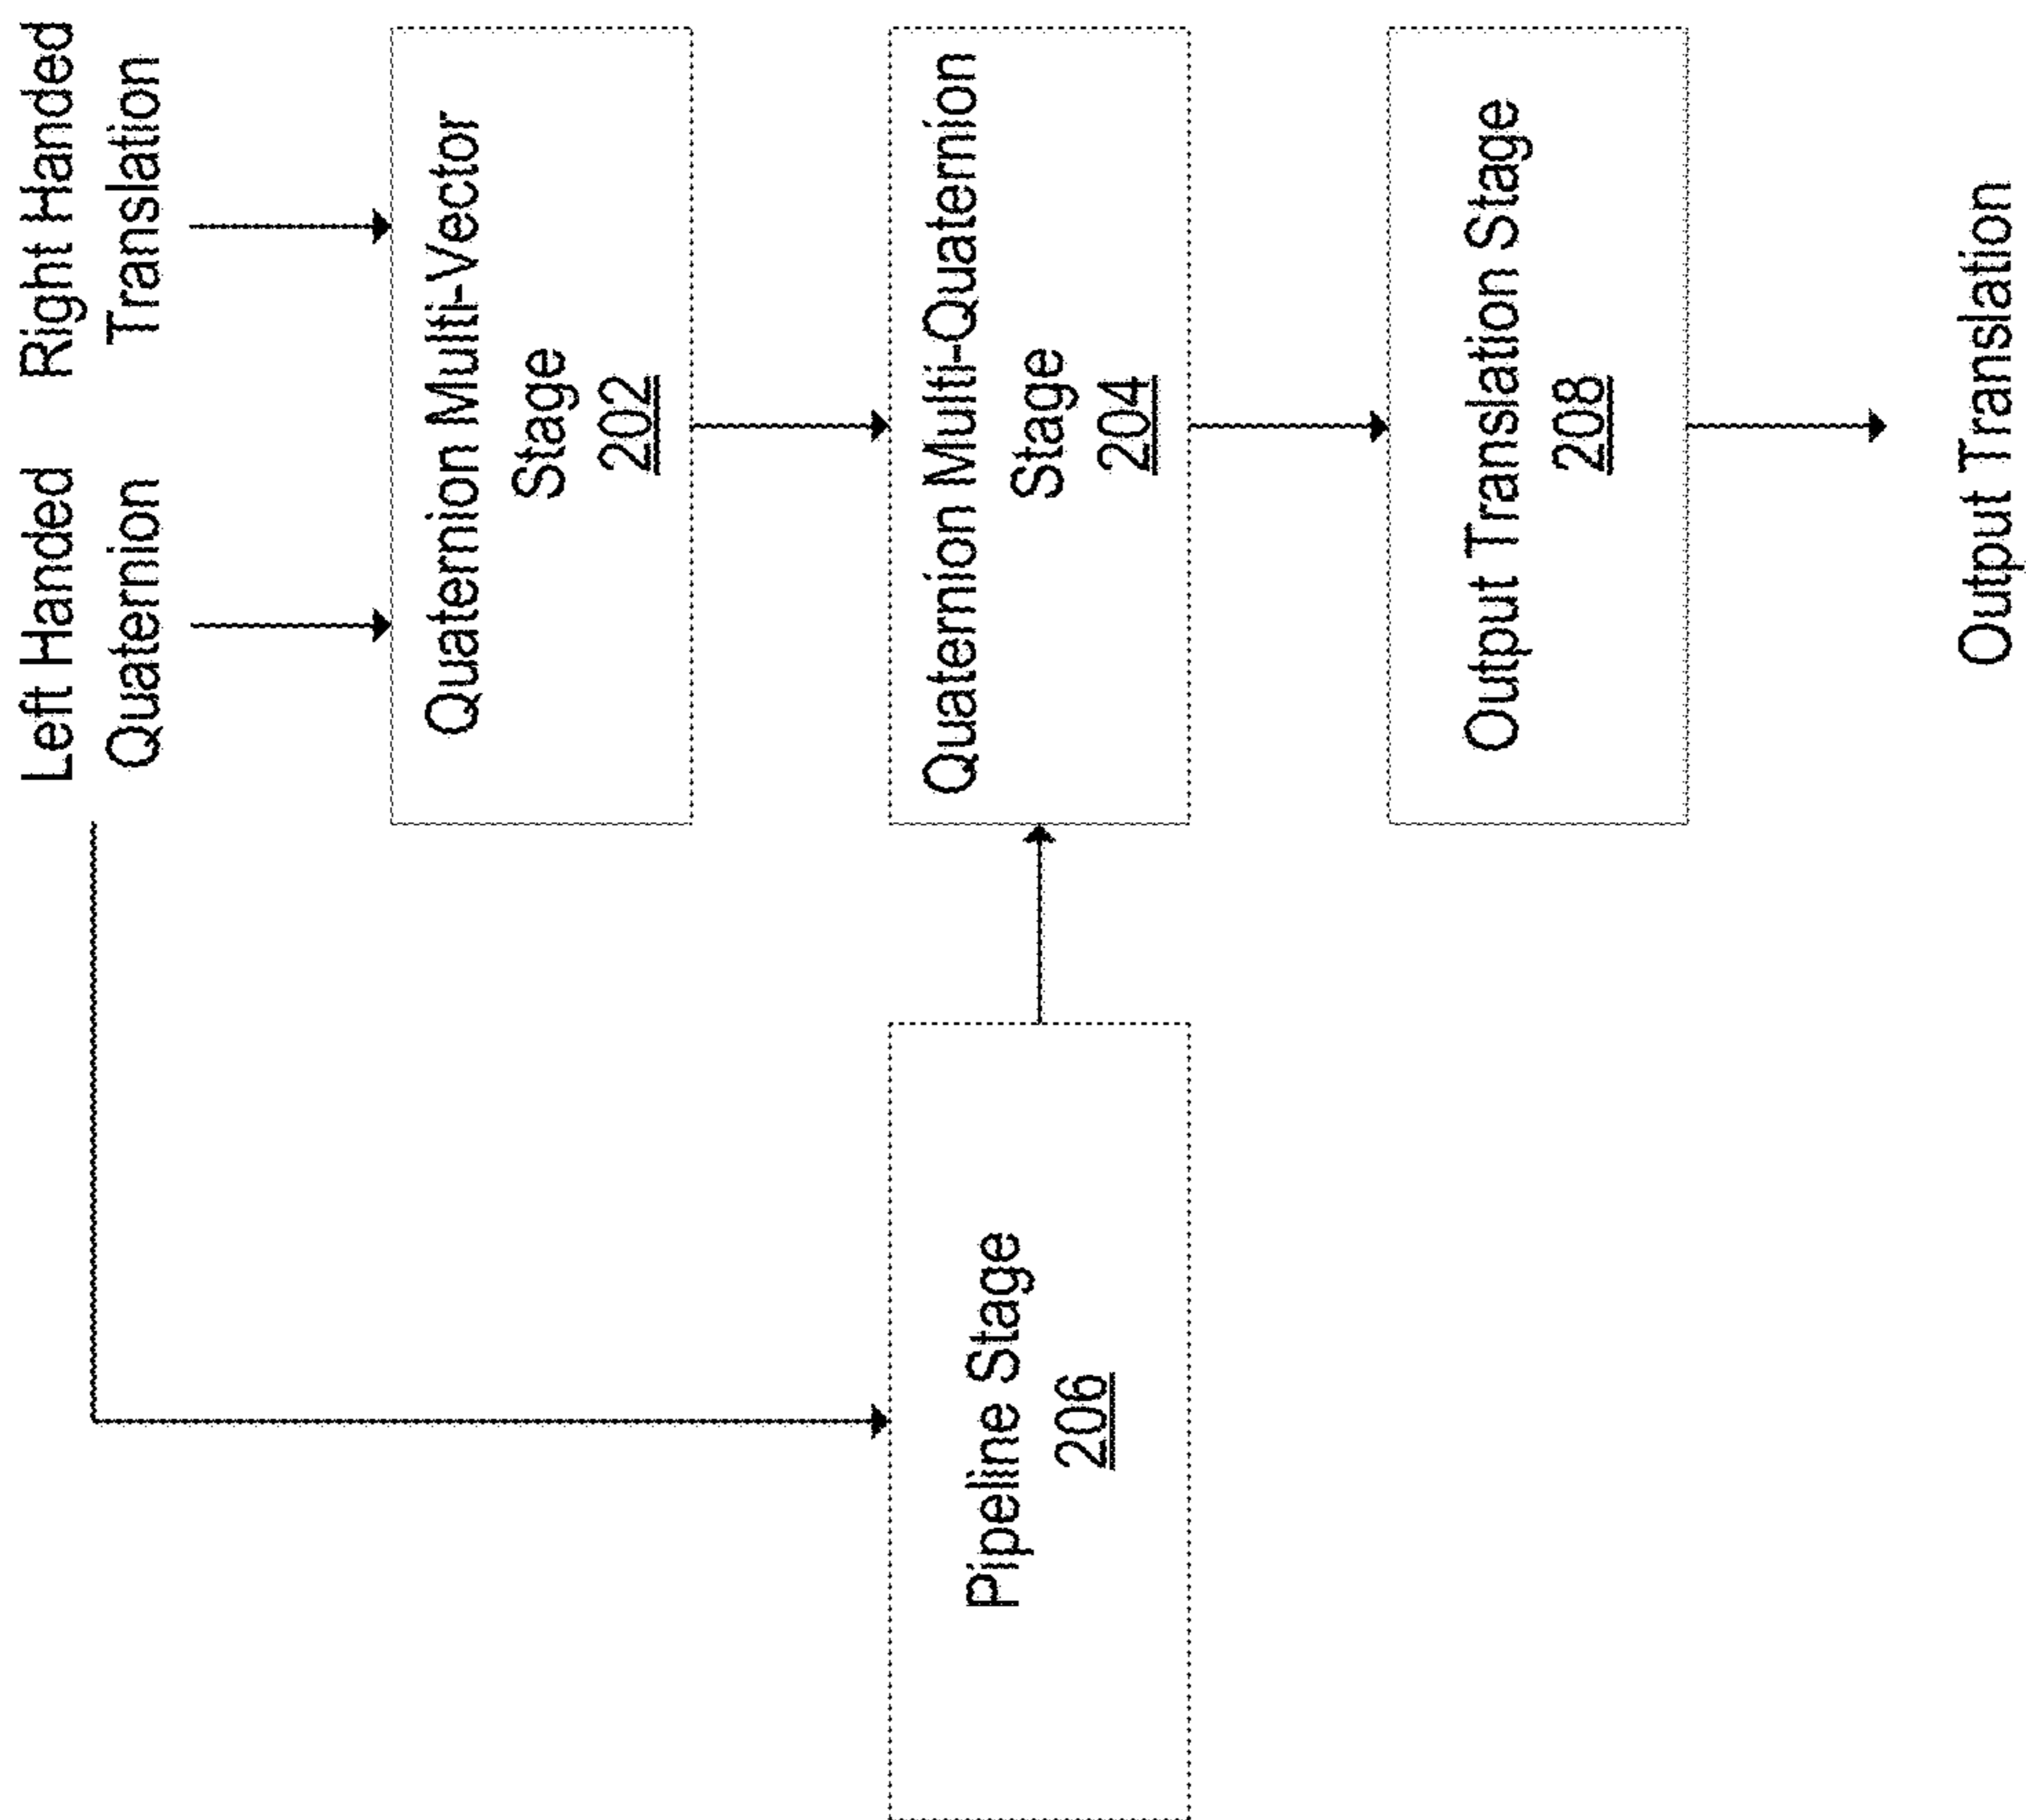 Left Handed
Quaternion
Right Handed
Translation
Quaternion Multi-Vector
Stage
202
Pipeline Stage
206
Quaternion Multi-Quaternion
Stage
204
Output Translation Stage
208
Output Translation